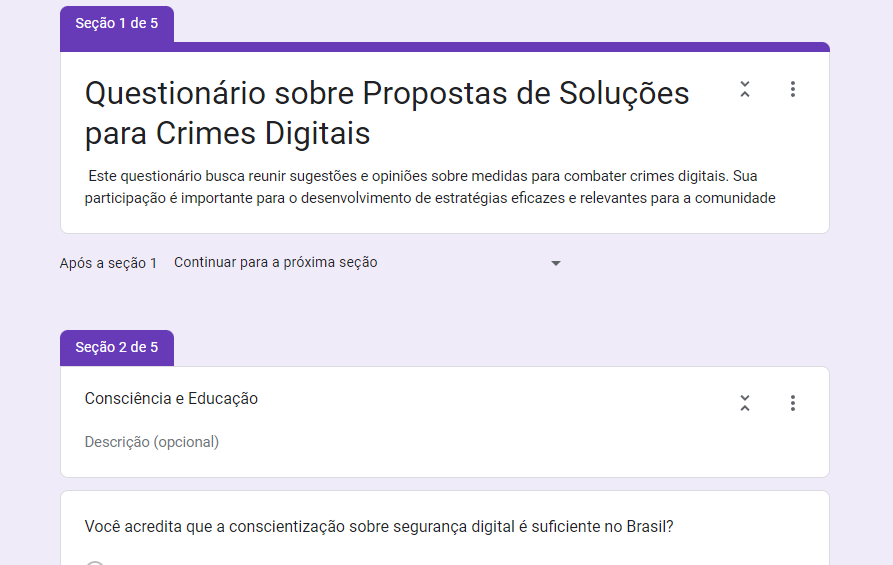 Seção 1 de 5
Questionário sobre Propostas de Soluções
para Crimes Digitais
Este questionário busca reunir sugestões e opiniões sobre medidas para combater crimes digitais. Sua
participação é importante para o desenvolvimento de estratégias eficazes e relevantes para a comunidade
Após a seção 1 Continuar para a próxima seção
Seção 2 de 5
Consciência e Educação
Descrição (opcional)
Você acredita que a conscientização sobre segurança digital é suficiente no Brasil?